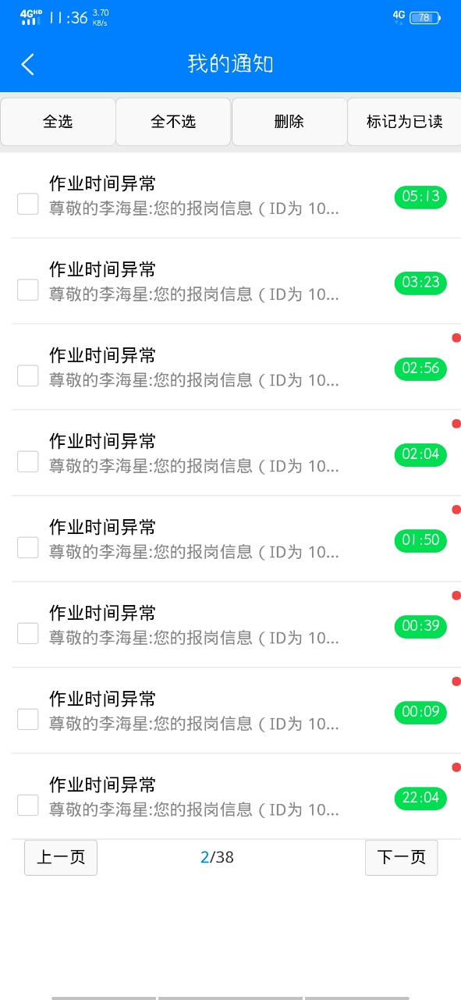 4GHD 11:36 3.70 KB/s 4G 78
我的通知
全选 全不选 删除 标记为已读
作业时间异常
尊敬的李海星:您的报岗信息（ID为 10... 05:13
作业时间异常
尊敬的李海星:您的报岗信息（ID为 10... 03:23
作业时间异常
尊敬的李海星:您的报岗信息（ID为 10... 02:56
作业时间异常
尊敬的李海星:您的报岗信息（ID为 10... 02:04
作业时间异常
尊敬的李海星:您的报岗信息（ID为 10... 01:50
作业时间异常
尊敬的李海星:您的报岗信息（ID为 10... 00:39
作业时间异常
尊敬的李海星:您的报岗信息（ID为 10... 00:09
作业时间异常
尊敬的李海星:您的报岗信息（ID为 10... 22:04
上一页 2/38 下一页